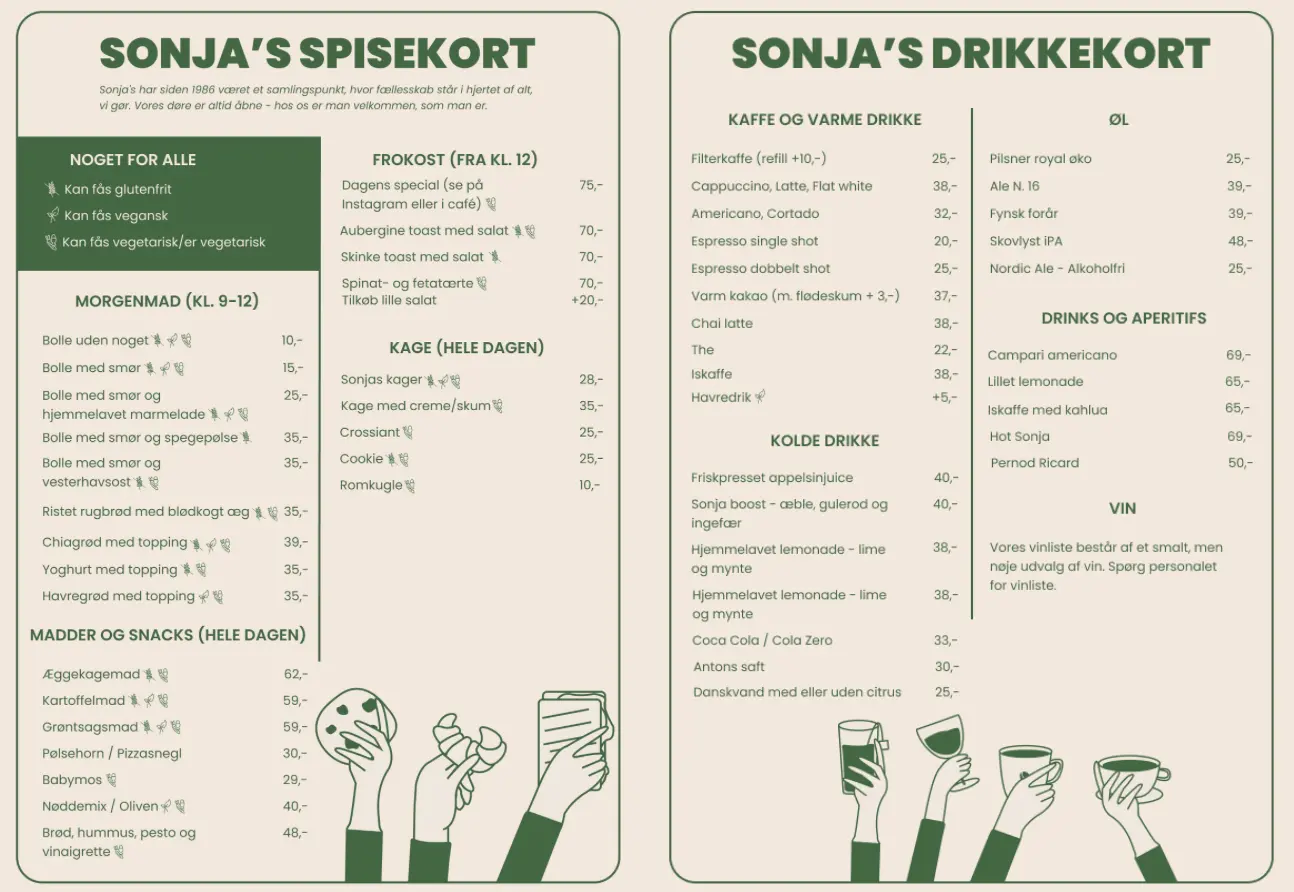 SONJA’S SPISEKORT
Sonja's har siden 1986 været et samlingspunkt, hvor fællesskab står i hjertet af alt,
vi gør. Vores døre er altid åbne - hos os er man velkommen, som man er.
NOGET FOR ALLE
Kan fås glutenfrit
Kan fås vegansk
Kan fås vegetarisk/er vegetarisk
MORGENMAD (KL. 9-12)
Bolle uden noget 10,-
Bolle med smør 15,-
Bolle med smør og 25,-
hjemmelavet marmelade
Bolle med smør og spegepølse 35,-
Bolle med smør og 35,-
vesterhavsost
Ristet rugbrød med blødkogt æg 35,-
Chiagrød med topping 39,-
Yoghurt med topping 35,-
Havregrød med topping 35,-
MADDER OG SNACKS (HELE DAGEN)
Æggekagemad 62,-
Kartoffelmad 59,-
Grøntsagsmad 59,-
Pølsehorn / Pizzasnegl 30,-
Babymos 29,-
Nøddemix / Oliven 40,-
Brød, hummus, pesto og 48,-
vinaigrette
FROKOST (FRA KL. 12)
Dagens special (se på 75,-
Instagram eller i café)
Aubergine toast med salat 70,-
Skinke toast med salat 70,-
Spinat- og fetatærte 70,-
Tilkøb lille salat +20,-
KAGE (HELE DAGEN)
Sonjas kager 28,-
Kage med creme/skum 35,-
Crossiant 25,-
Cookie 25,-
Romkugle 10,-
SONJA’S DRIKKEKORT
KAFFE OG VARME DRIKKE
Filterkaffe (refill +10,-) 25,-
Cappuccino, Latte, Flat white 38,-
Americano, Cortado 32,-
Espresso single shot 20,-
Espresso dobbelt shot 25,-
Varm kakao (m. flødeskum + 3,-) 37,-
Chai latte 38,-
The 22,-
Iskaffe 38,-
Havredrik +5,-
KOLDE DRIKKE
Friskpresset appelsinjuice 40,-
Sonja boost - æble, gulerod og 40,-
ingefær
Hjemmelavet lemonade - lime 38,-
og mynte
Hjemmelavet lemonade - lime 38,-
og mynte
Coca Cola / Cola Zero 33,-
Antons saft 30,-
Danskvand med eller uden citrus 25,-
ØL
Pilsner royal øko 25,-
Ale N. 16 39,-
Fynsk forår 39,-
Skovlyst iPA 48,-
Nordic Ale - Alkoholfri 25,-
DRINKS OG APERITIFS
Campari americano 69,-
Lillet lemonade 65,-
Iskaffe med kahlua 65,-
Hot Sonja 69,-
Pernod Ricard 50,-
VIN
Vores vinliste består af et smalt, men
nøje udvalg af vin. Spørg personalet
for vinliste.